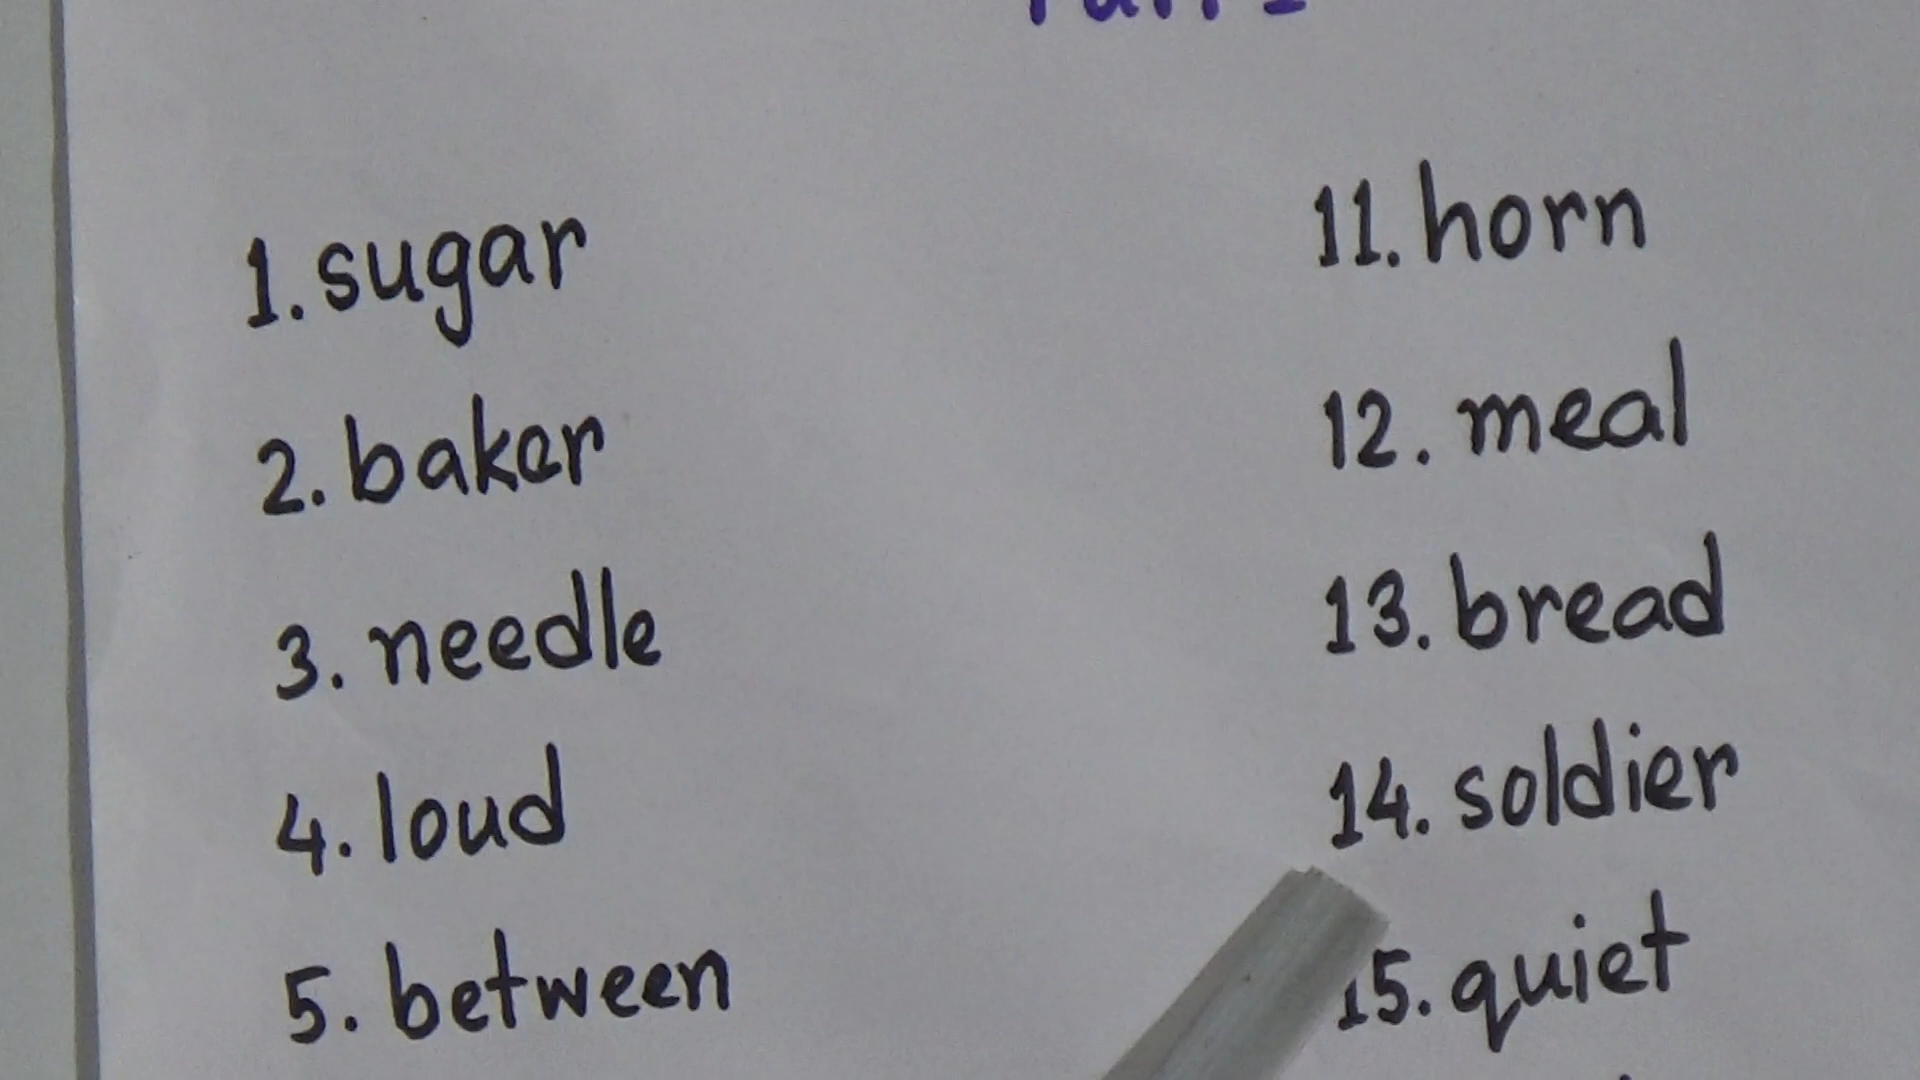 1. sugar
2. baker
3. needle
4. loud
5. between
11. horn
12. meal
13. bread
14. soldier
15. quiet